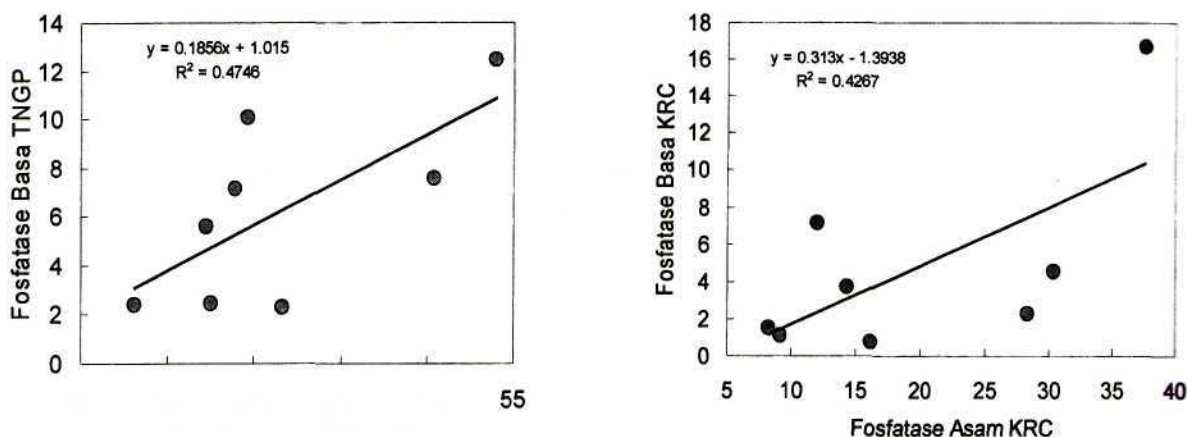 14
12
10
8
6
4
2
0
Fosfatase Basa TNGP
y = 0.1856x + 1.015
R² = 0.4746
55
18
16
14
12
10
8
6
4
2
0
Fosfatase Basa KRC
y = 0.313x - 1.3938
R² = 0.4267
5 10 15 20 25 30 35 40
Fosfatase Asam KRC